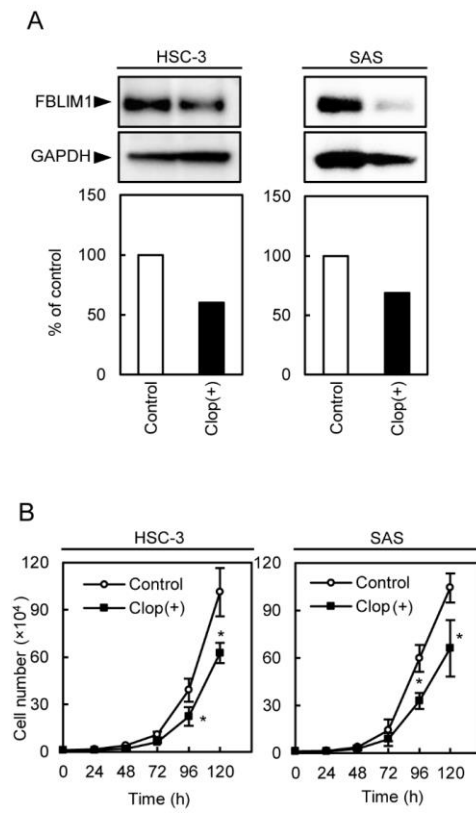 A
HSC-3 SAS
FBLIM1
GAPDH
150 150
100 100
50 50
0 0
% of control
Control Clop(+) Control Clop(+)
B
HSC-3 SAS
120 120
90 90
60 60
30 30
0 0
Cell number (×10⁴)
Control Control
Clop(+) Clop(+)
* * * *
0 24 48 72 96 120 0 24 48 72 96 120
Time (h) Time (h)